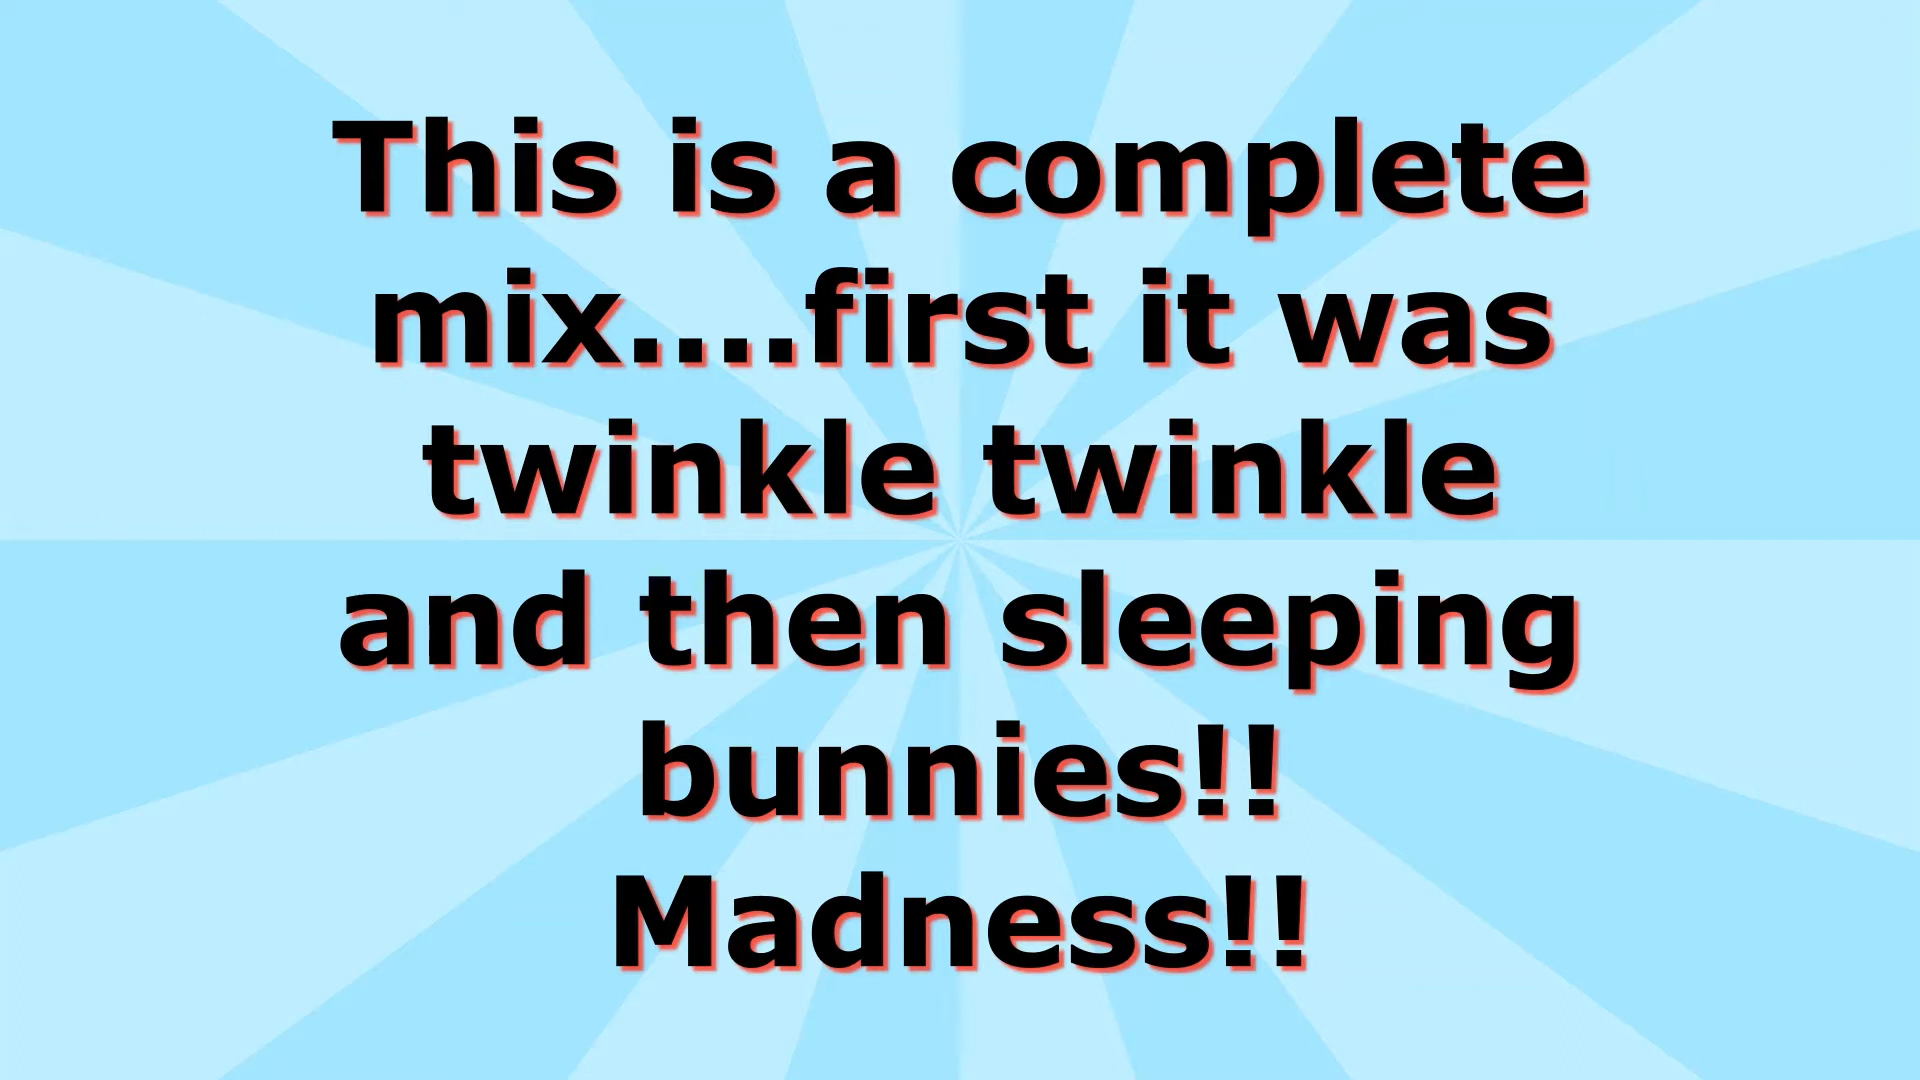 This is a complete
mix....first it was
twinkle twinkle
and then sleeping
bunnies!!
Madness!!